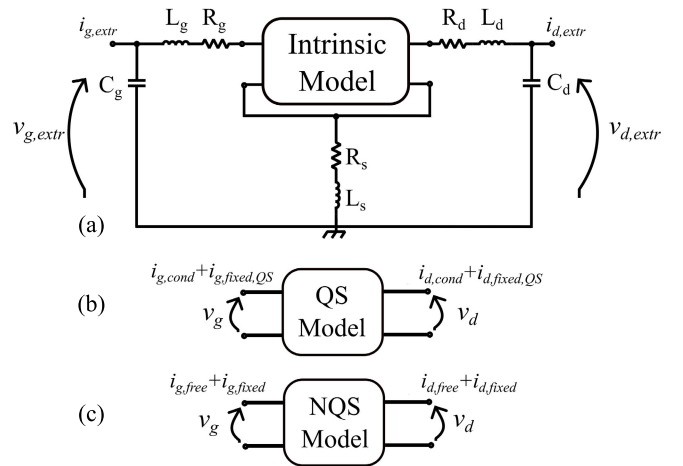 i_{g,extr} L_g R_g R_d L_d i_{d,extr}
Intrinsic
Model
C_g C_d
v_{g,extr} v_{d,extr}
R_s
L_s
(a)
i_{g,cond}+i_{g,fixed,QS} i_{d,cond}+i_{d,fixed,QS}
(b) v_g QS v_d
Model
i_{g,free}+i_{g,fixed} i_{d,free}+i_{d,fixed}
(c) v_g NQS v_d
Model